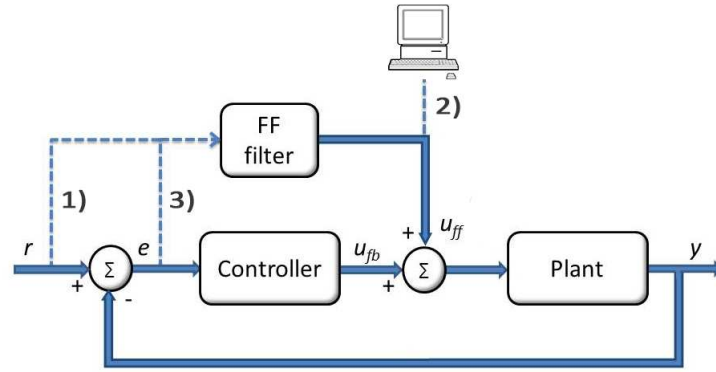 2)
FF
filter
1)
3)
+
u_ff
r
e
u_fb
y
Σ
Controller
Σ
Plant
+
-
+